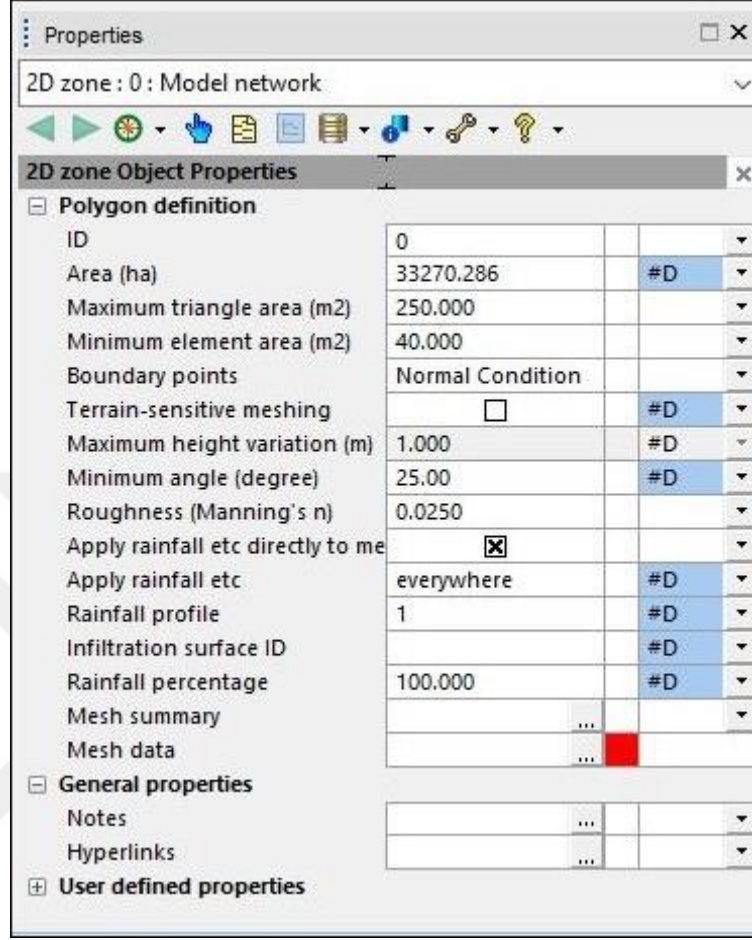 Properties
2D zone : 0 : Model network
2D zone Object Properties
Polygon definition
ID 0
Area (ha) 33270.286 #D
Maximum triangle area (m2) 250.000
Minimum element area (m2) 40.000
Boundary points Normal Condition
Terrain-sensitive meshing #D
Maximum height variation (m) 1.000 #D
Minimum angle (degree) 25.00 #D
Roughness (Manning's n) 0.0250
Apply rainfall etc directly to me
Apply rainfall etc everywhere #D
Rainfall profile 1 #D
Infiltration surface ID #D
Rainfall percentage 100.000 #D
Mesh summary ...
Mesh data ...
General properties
Notes ...
Hyperlinks ...
User defined properties